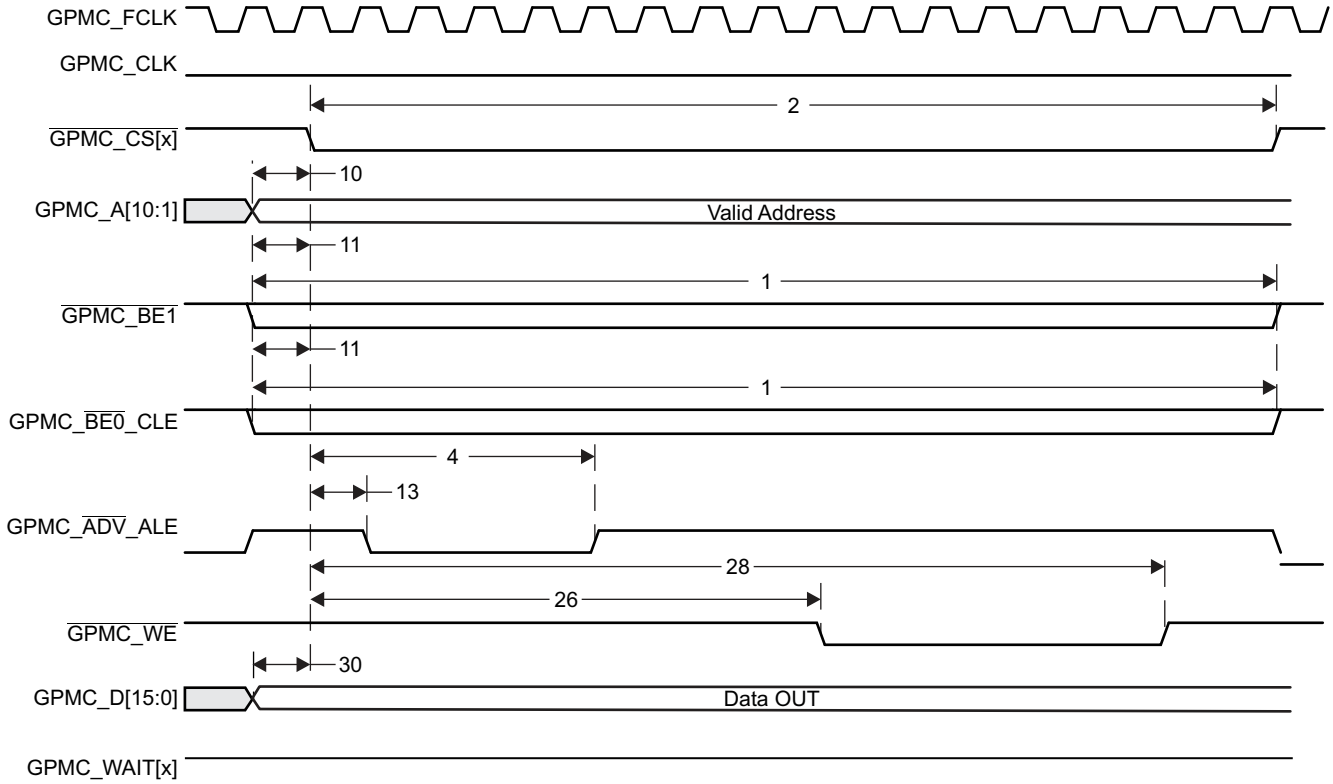 GPMC_FCLK
GPMC_CLK
2
GPMC_CS[x]
10
GPMC_A[10:1]
Valid Address
11
1
GPMC_BE1
11
1
GPMC_BE0_CLE
4
13
GPMC_ADV_ALE
28
26
GPMC_WE
30
GPMC_D[15:0]
Data OUT
GPMC_WAIT[x]